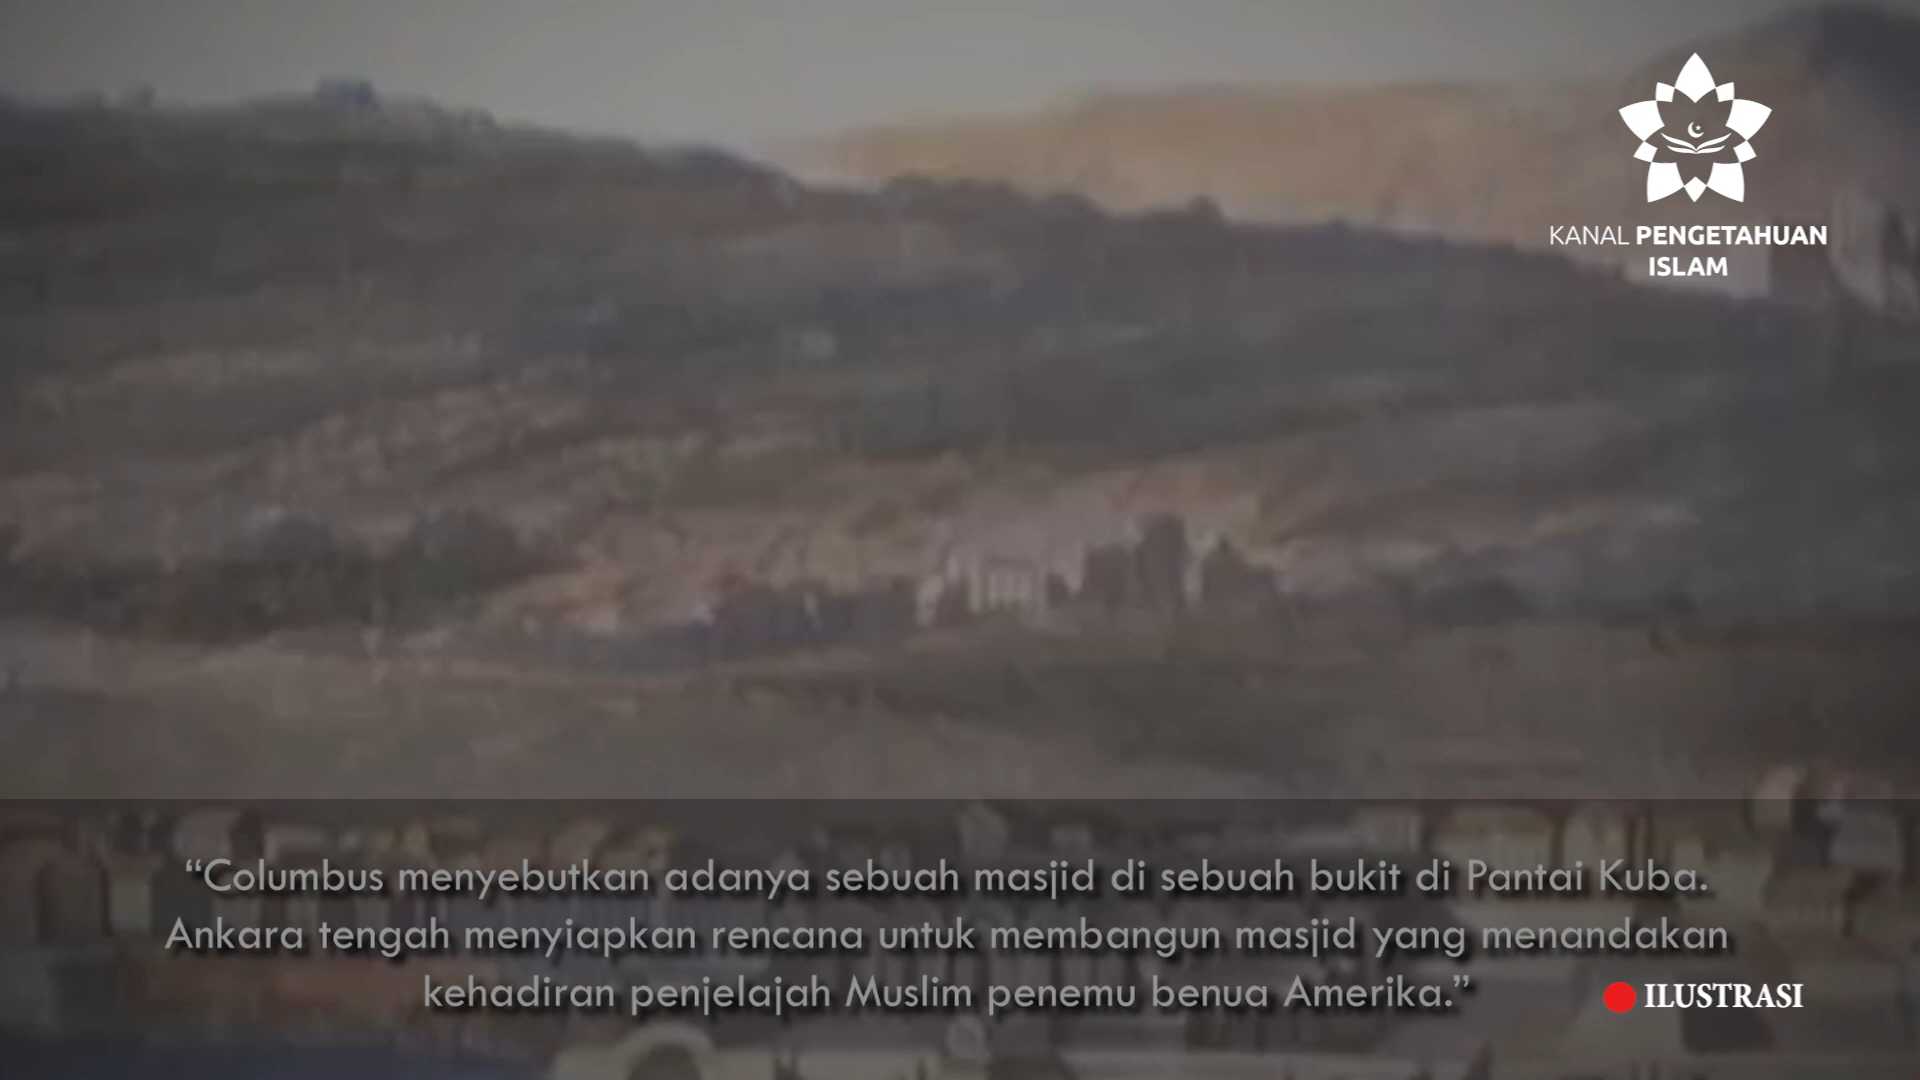 KANAL PENGETAHUAN
ISLAM
“Columbus menyebutkan adanya sebuah masjid di sebuah bukit di Pantai Kuba.
Ankara tengah menyiapkan rencana untuk membangun masjid yang menandakan
kehadiran penjelajah Muslim penemu benua Amerika.”
ILUSTRASI